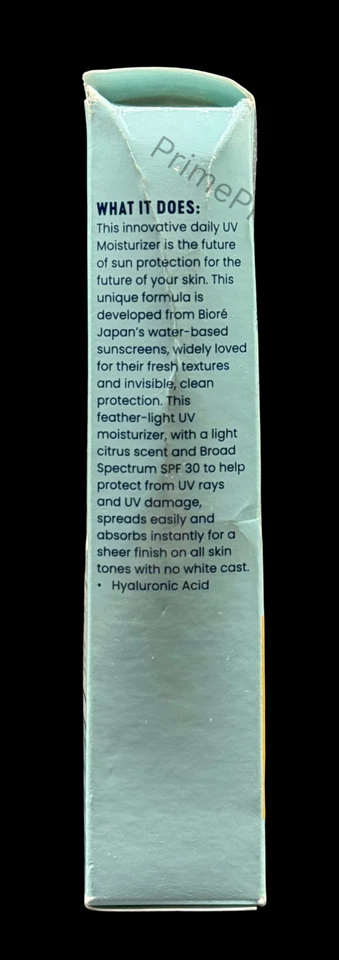 PrimeP
WHAT IT DOES:
This innovative daily UV
Moisturizer is the future
of sun protection for the
future of your skin. This
unique formula is
developed from Bioré
Japan's water-based
sunscreens, widely loved
for their fresh textures
and invisible, clean
protection. This
feather-light UV
moisturizer, with a light
citrus scent and Broad
Spectrum SPF 30 to help
protect from UV rays
and UV damage,
spreads easily and
absorbs instantly for a
sheer finish on all skin
tones with no white cast.
• Hyaluronic Acid